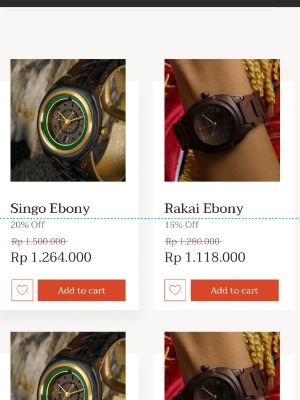 Singo Ebony
20% Off
Rp 1.500.000
Rp 1.264.000
Add to cart
Rakai Ebony
15% Off
Rp 1.280.000
Rp 1.118.000
Add to cart